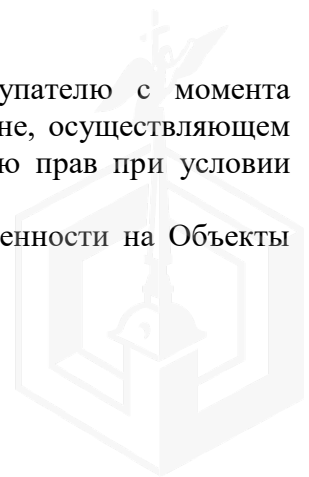 упателю с момента
не, осуществляющем
ю прав при условии
енности на Объекты